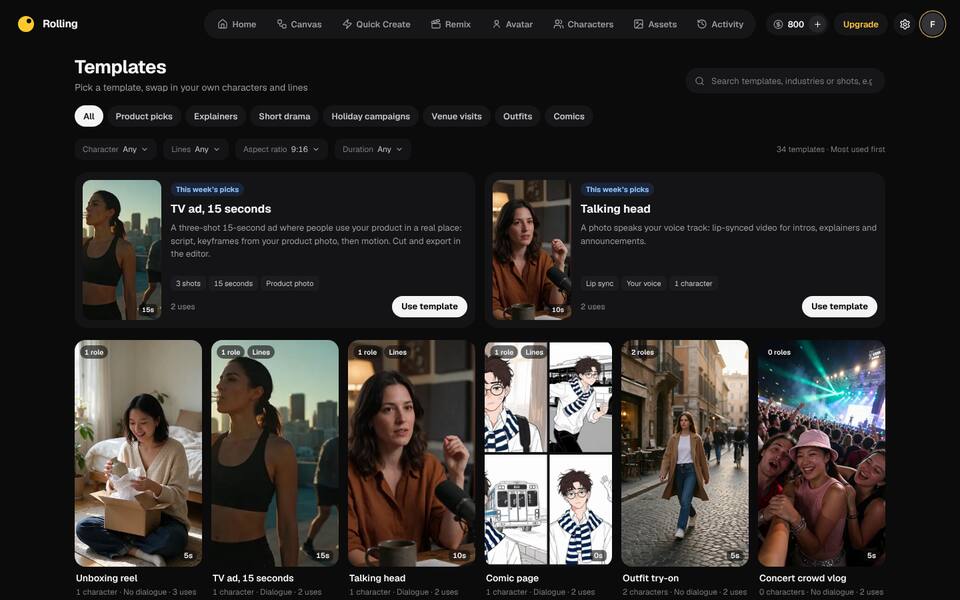 Rolling
Home
Canvas
Quick Create
Remix
Avatar
Characters
Assets
Activity
800
Upgrade
F
Templates
Pick a template, swap in your own characters and lines
Search templates, industries or shots, e.g
All
Product picks
Explainers
Short drama
Holiday campaigns
Venue visits
Outfits
Comics
Character Any
Lines Any
Aspect ratio 9:16
Duration Any
34 templates · Most used first
This week's picks
TV ad, 15 seconds
A three-shot 15-second ad where people use your product in a real place:
script, keyframes from your product photo, then motion. Cut and export in
the editor.
3 shots
15 seconds
Product photo
15s
2 uses
Use template
This week's picks
Talking head
A photo speaks your voice track: lip-synced video for intros, explainers and
announcements.
Lip sync
Your voice
1 character
10s
2 uses
Use template
1 role
5s
Unboxing reel
1 character · No dialogue · 3 uses
1 role
Lines
15s
TV ad, 15 seconds
1 character · Dialogue · 2 uses
1 role
Lines
10s
Talking head
1 character · Dialogue · 2 uses
1 role
Lines
0s
Comic page
1 character · Dialogue · 2 uses
2 roles
5s
Outfit try-on
2 characters · No dialogue · 2 uses
0 roles
5s
Concert crowd vlog
0 characters · No dialogue · 2 uses